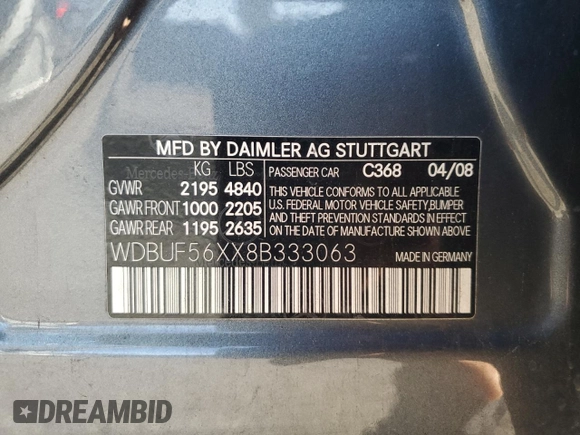 MFD BY DAIMLER AG STUTTGART
Mercedes-Benz KG LBS PASSENGER CAR C368 04/08
GVWR 2195 4840
GAWR FRONT 1000 2205
GAWR REAR 1195 2635
THIS VEHICLE CONFORMS TO ALL APPLICABLE
U.S. FEDERAL MOTOR VEHICLE SAFETY,BUMPER
AND THEFT PREVENTION STANDARDS IN
EFFECT ON THE DATE OF MANUFACTURE
SHOWN ABOVE.
WDBUF56XX8B333063 MADE IN GERMANY
DREAMBID